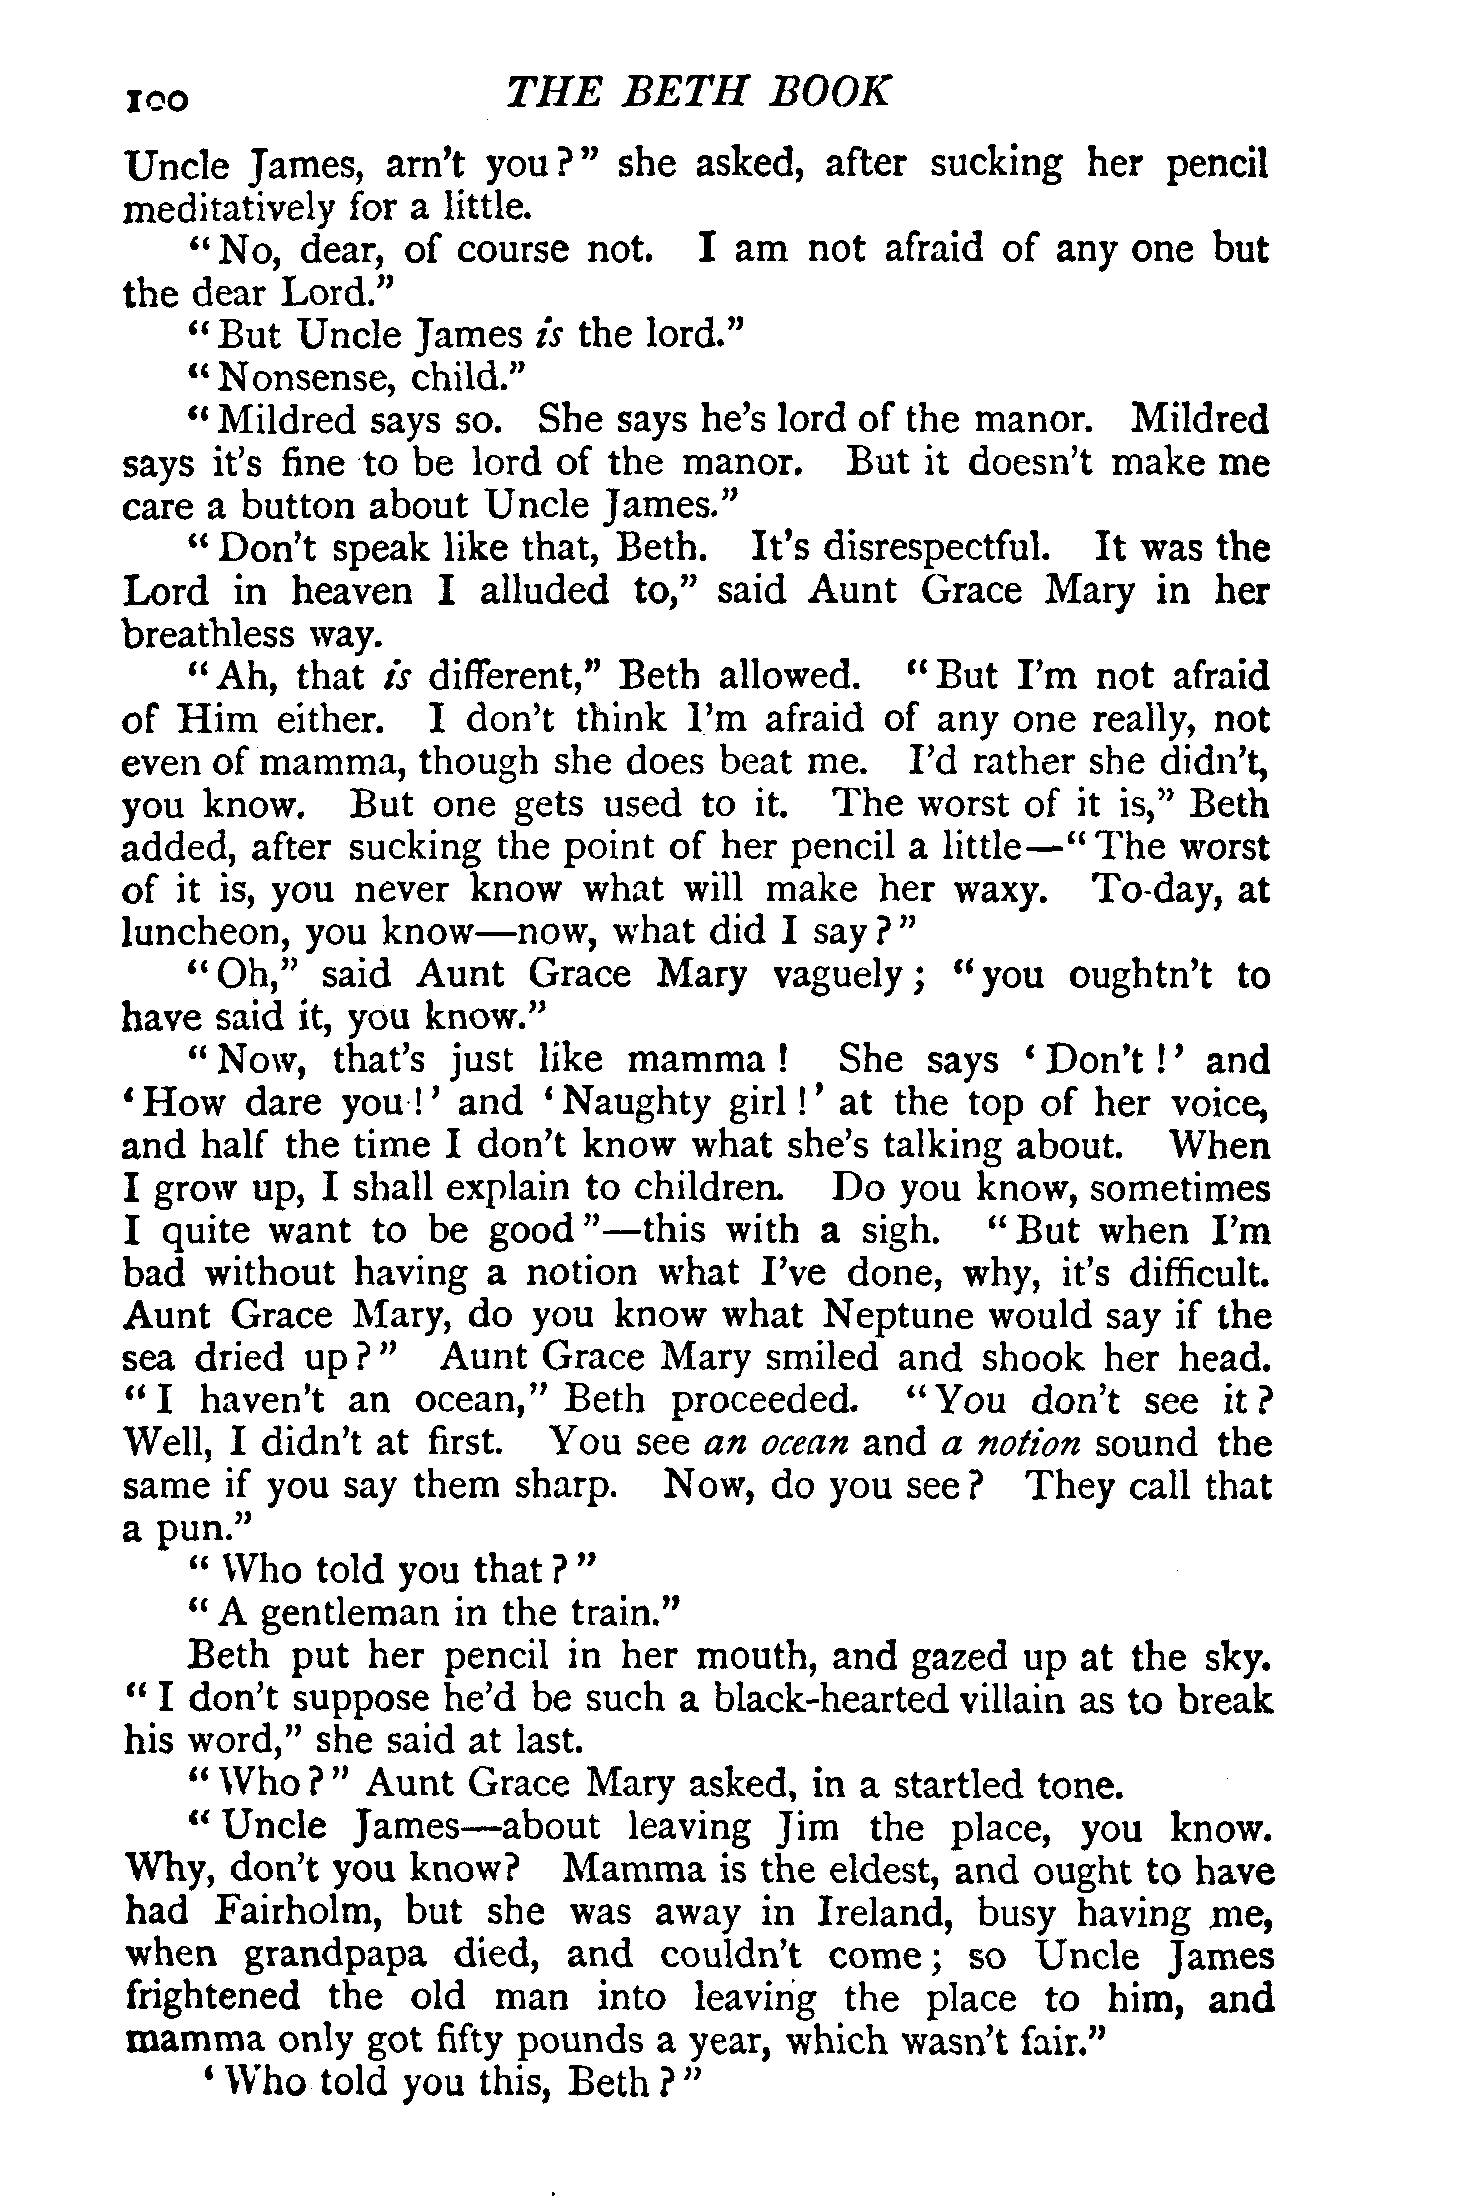 100 THE BETH BOOK
Uncle James, arn't you?" she asked, after sucking her pencil
meditatively for a little.
"No, dear, of course not. I am not afraid of any one but
the dear Lord."
"But Uncle James is the lord."
"Nonsense, child."
"Mildred says so. She says he's lord of the manor. Mildred
says it's fine to be lord of the manor. But it doesn't make me
care a button about Uncle James."
"Don't speak like that, Beth. It's disrespectful. It was the
Lord in heaven I alluded to," said Aunt Grace Mary in her
breathless way.
"Ah, that is different," Beth allowed. "But I'm not afraid
of Him either. I don't think I'm afraid of any one really, not
even of mamma, though she does beat me. I'd rather she didn't,
you know. But one gets used to it. The worst of it is," Beth
added, after sucking the point of her pencil a little—"The worst
of it is, you never know what will make her waxy. To-day, at
luncheon, you know—now, what did I say?"
"Oh," said Aunt Grace Mary vaguely; "you oughtn't to
have said it, you know."
"Now, that's just like mamma! She says 'Don't!' and
'How dare you!' and 'Naughty girl!' at the top of her voice,
and half the time I don't know what she's talking about. When
I grow up, I shall explain to children. Do you know, sometimes
I quite want to be good"—this with a sigh. "But when I'm
bad without having a notion what I've done, why, it's difficult.
Aunt Grace Mary, do you know what Neptune would say if the
sea dried up?" Aunt Grace Mary smiled and shook her head.
"I haven't an ocean," Beth proceeded. "You don't see it?
Well, I didn't at first. You see an ocean and a notion sound the
same if you say them sharp. Now, do you see? They call that
a pun."
"Who told you that?"
"A gentleman in the train."
Beth put her pencil in her mouth, and gazed up at the sky.
"I don't suppose he'd be such a black-hearted villain as to break
his word," she said at last.
"Who?" Aunt Grace Mary asked, in a startled tone.
"Uncle James—about leaving Jim the place, you know.
Why, don't you know? Mamma is the eldest, and ought to have
had Fairholm, but she was away in Ireland, busy having me,
when grandpapa died, and couldn't come; so Uncle James
frightened the old man into leaving the place to him, and
mamma only got fifty pounds a year, which wasn't fair."
'Who told you this, Beth?"